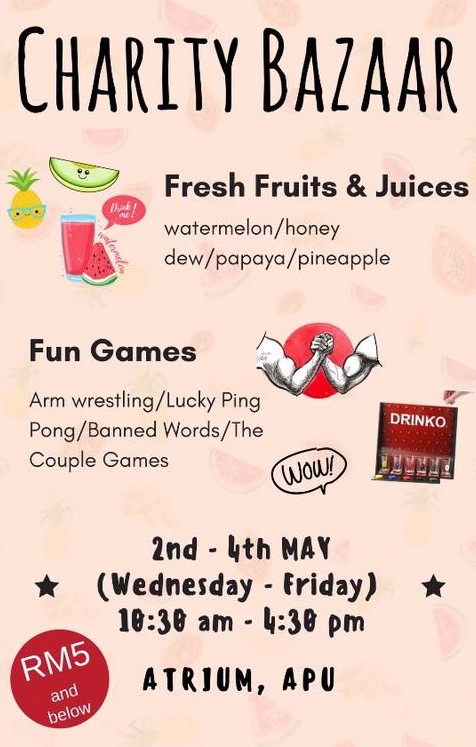 CHARITY BAZAAR
Fresh Fruits & Juices
Drink me!
watermelon
watermelon/honey
dew/papaya/pineapple
Fun Games
Arm wrestling/Lucky Ping
Pong/Banned Words/The
Couple Games
DRINKO
WOW!
2nd - 4th MAY
(Wednesday - Friday)
10:30 am - 4:30 pm
RM5
and
below
ATRIUM, APU